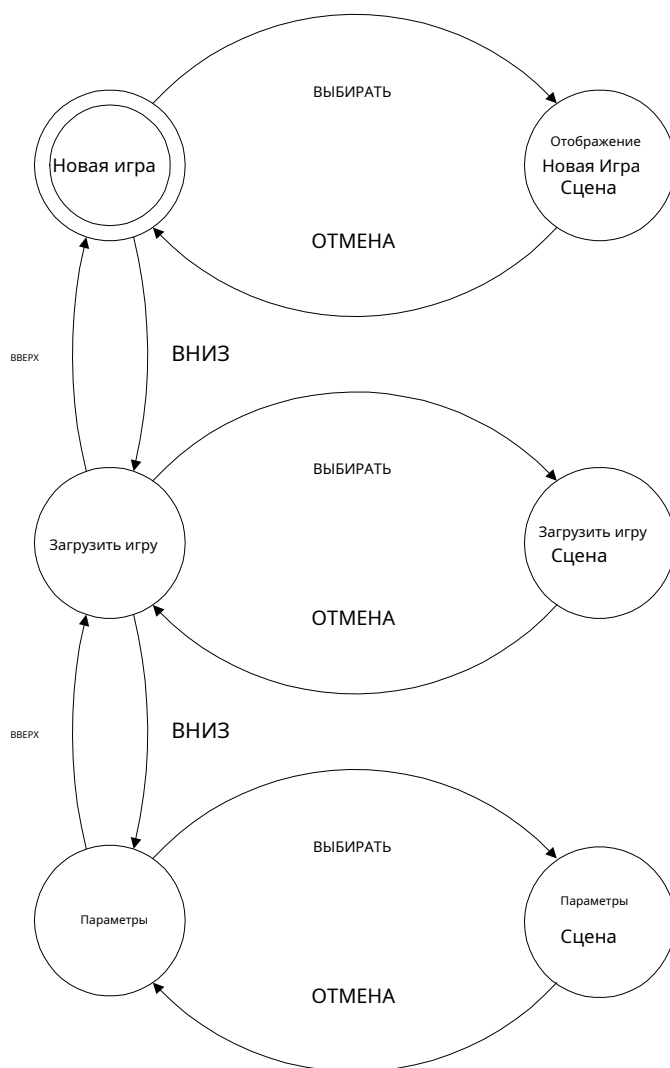 ВЫБИРАТЬ
Новая игра
Отображение
Новая Игра
Сцена
ОТМЕНА
ВВЕРХ
ВНИЗ
ВЫБИРАТЬ
Загрузить игру
Загрузить игру
Сцена
ОТМЕНА
ВВЕРХ
ВНИЗ
ВЫБИРАТЬ
Параметры
Параметры
Сцена
ОТМЕНА